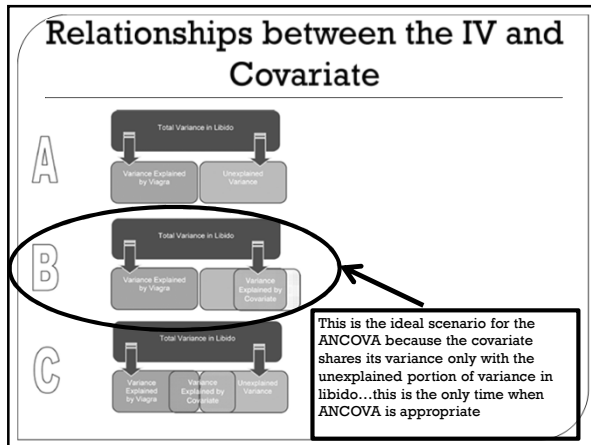 Relationships between the IV and
Covariate
A
Total Variance in Libido
Variance Explained
by Viagra
Unexplained
Variance
B
Total Variance in Libido
Variance Explained
by Viagra
Variance
Explained by
Covariate
C
Total Variance in Libido
Variance
Explained
by Viagra
Variance
Explained by
Covariate
Unexplained
Variance
This is the ideal scenario for the
ANCOVA because the covariate
shares its variance only with the
unexplained portion of variance in
libido...this is the only time when
ANCOVA is appropriate